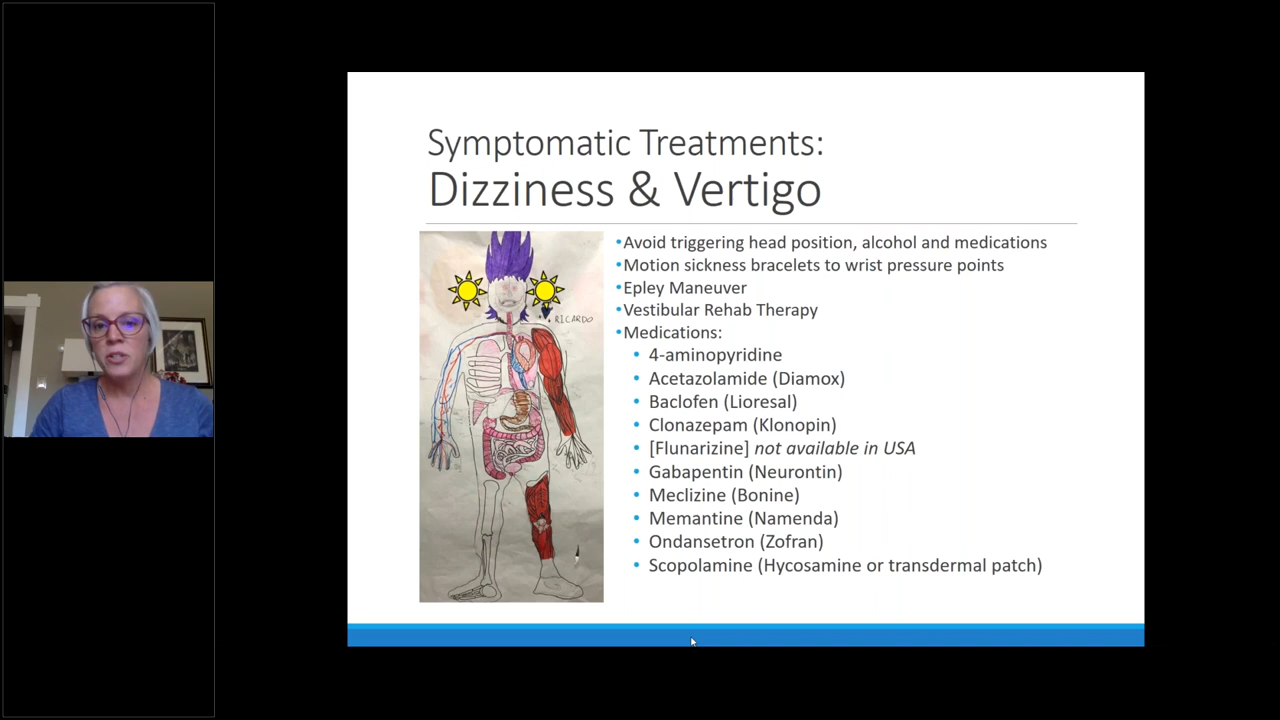 Symptomatic Treatments:
Dizziness & Vertigo
RICARDO
•Avoid triggering head position, alcohol and medications
•Motion sickness bracelets to wrist pressure points
•Epley Maneuver
•Vestibular Rehab Therapy
•Medications:
• 4-aminopyridine
• Acetazolamide (Diamox)
• Baclofen (Lioresal)
• Clonazepam (Klonopin)
• [Flunarizine] not available in USA
• Gabapentin (Neurontin)
• Meclizine (Bonine)
• Memantine (Namenda)
• Ondansetron (Zofran)
• Scopolamine (Hycosamine or transdermal patch)